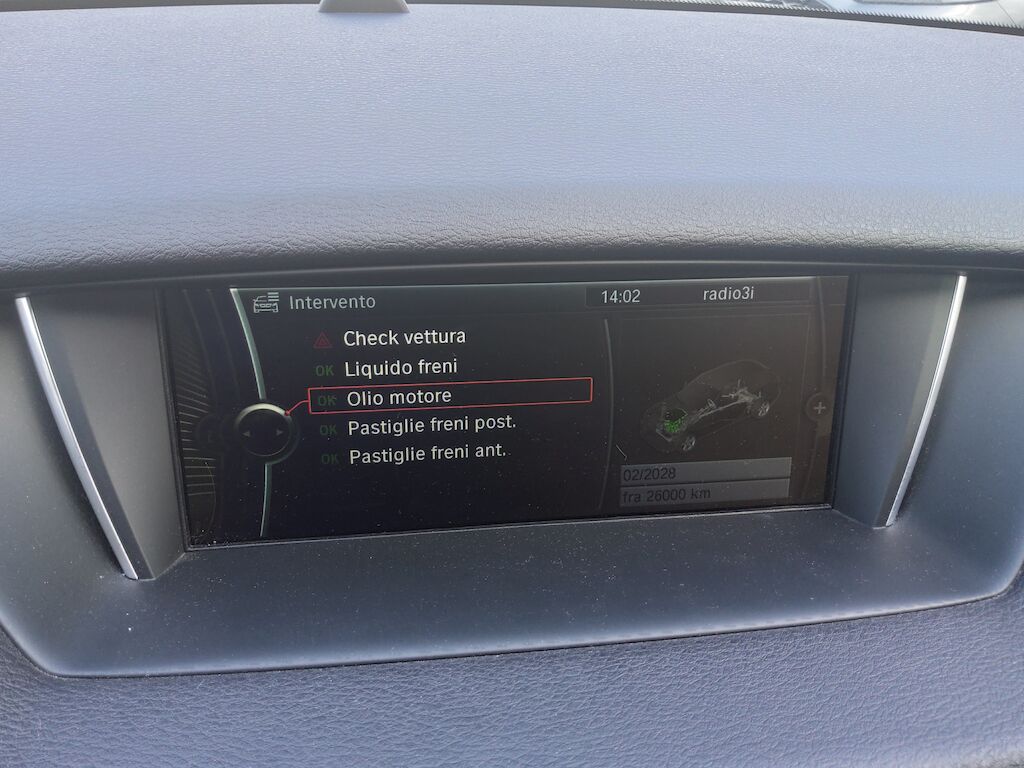 Intervento
14:02
radio3i
Check vettura
OK Liquido freni
OK Olio motore
OK Pastiglie freni post.
OK Pastiglie freni ant.
02/2028
fra 26000 km